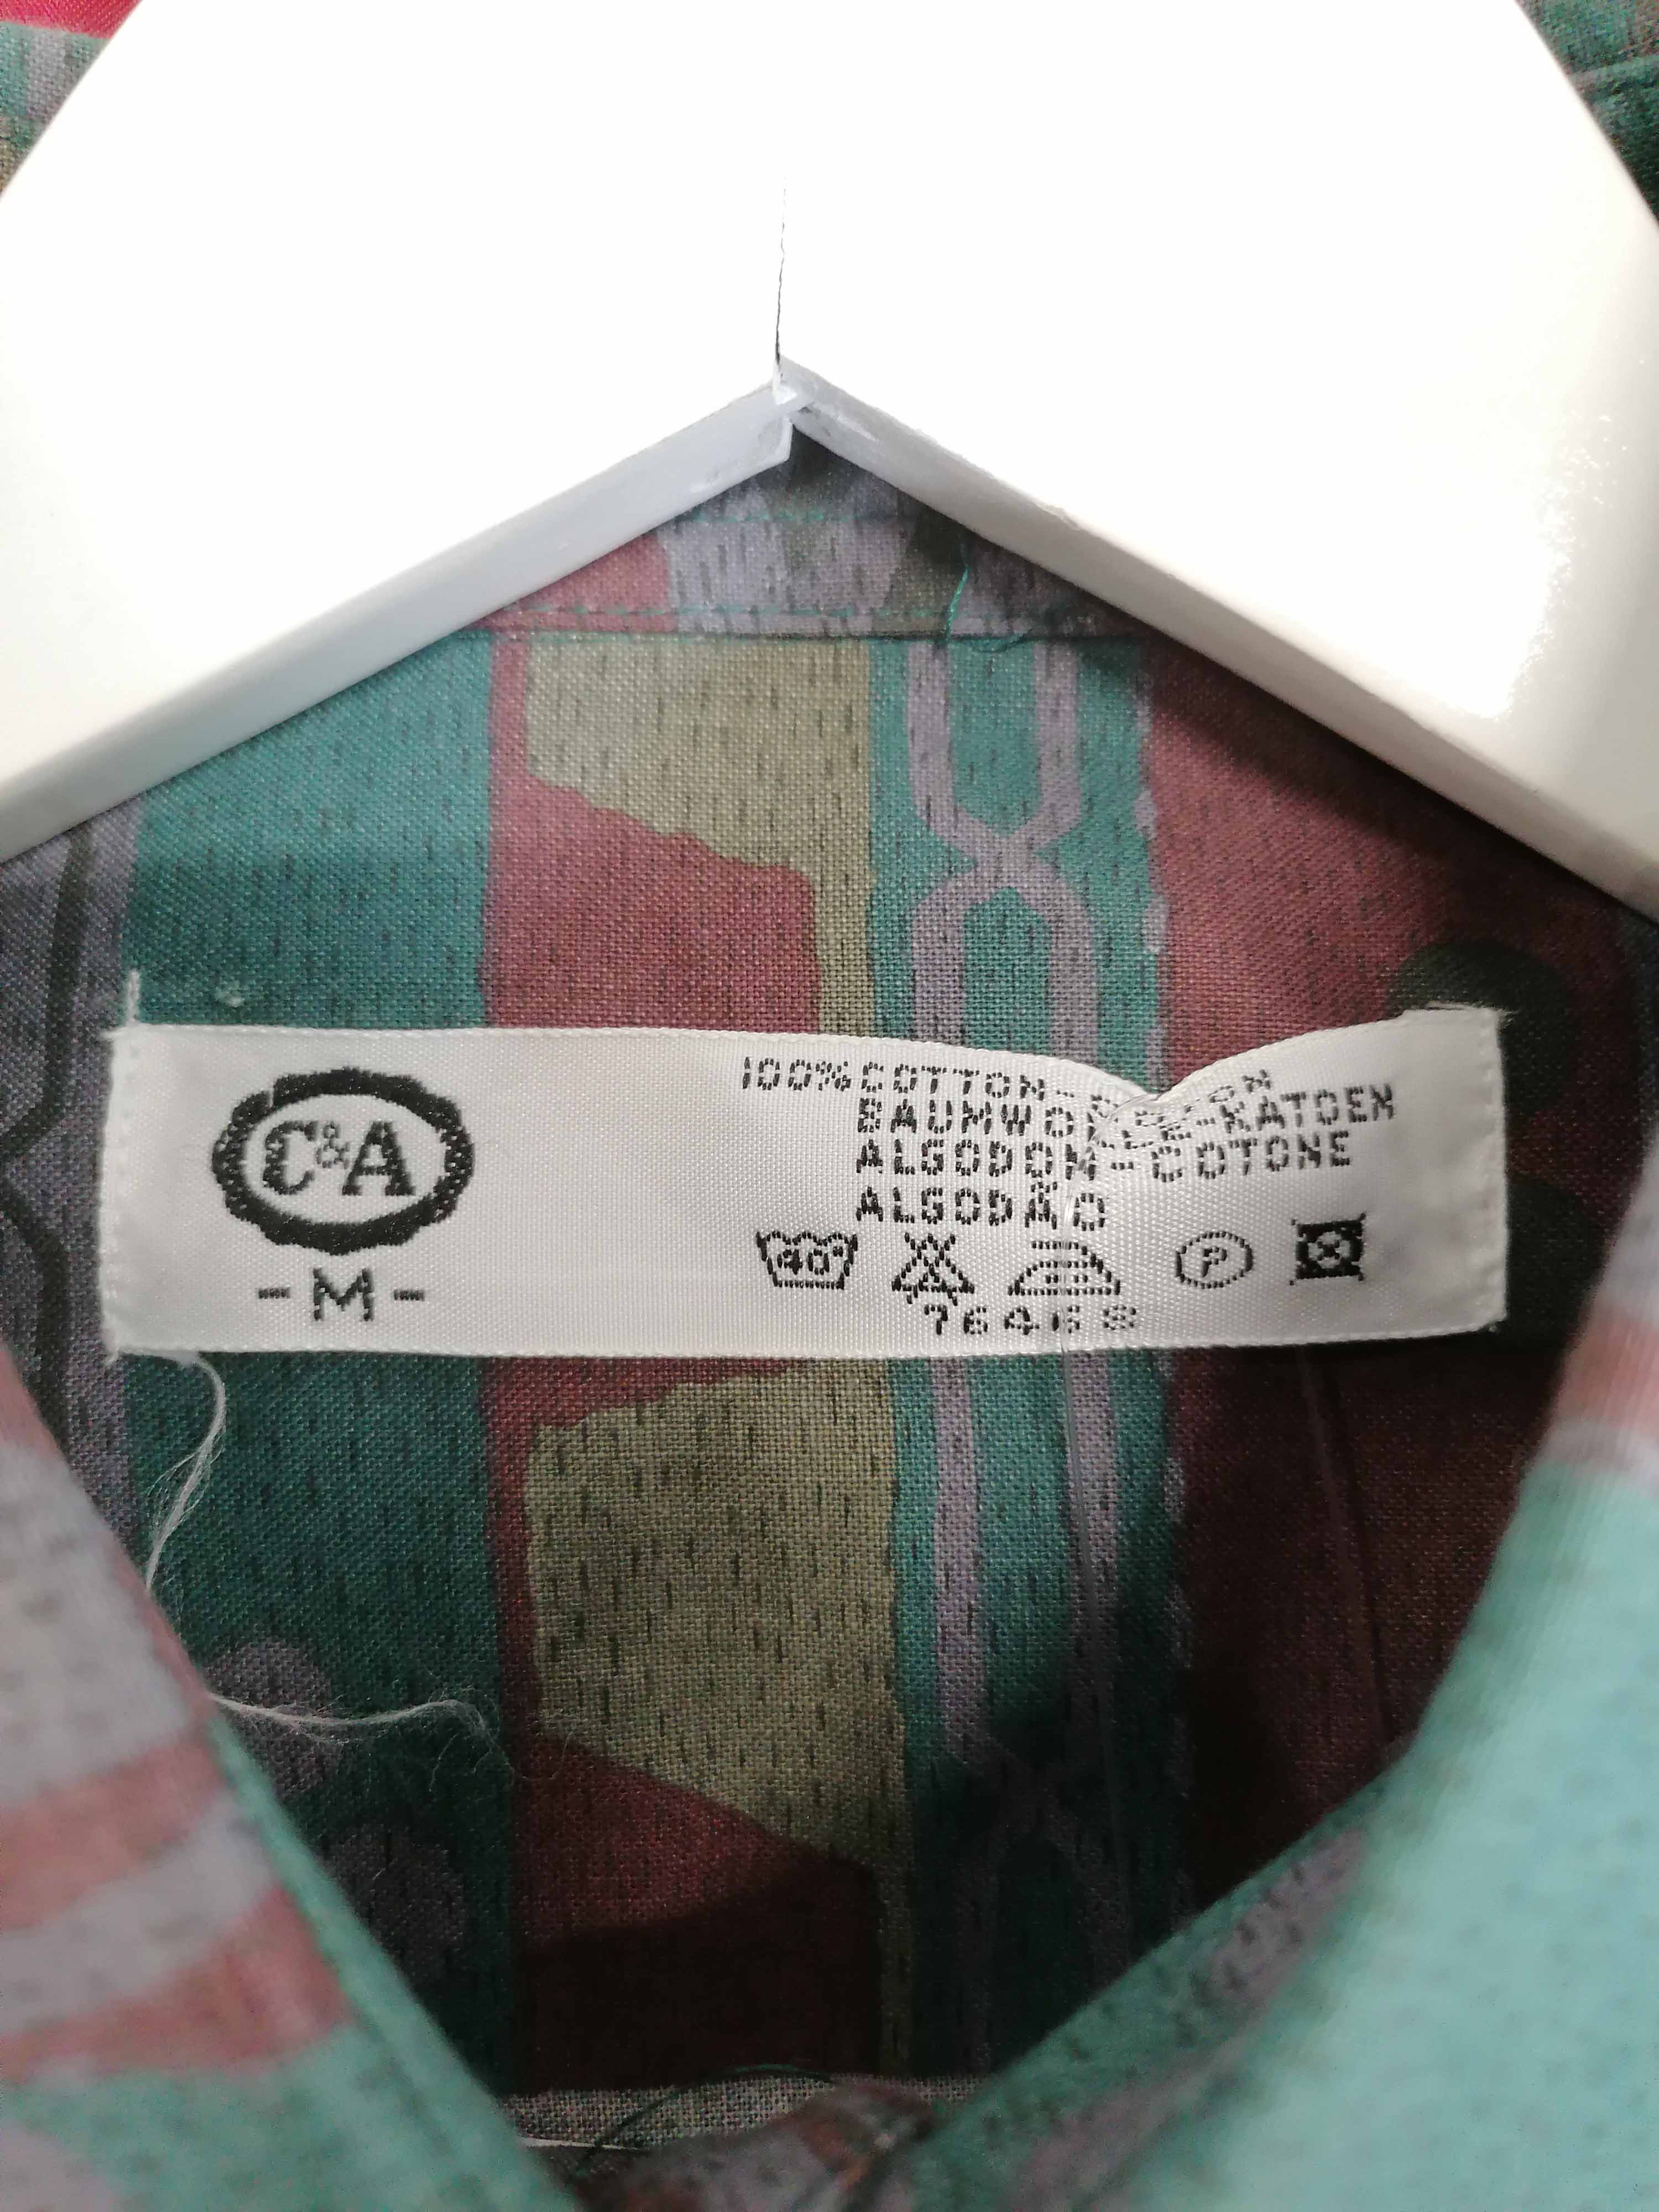 C&A
- M -
100% COTTON-
BAUMWOLLE-KATOEN
ALGODON-COTONE
ALGODÃO
40°
P
76468